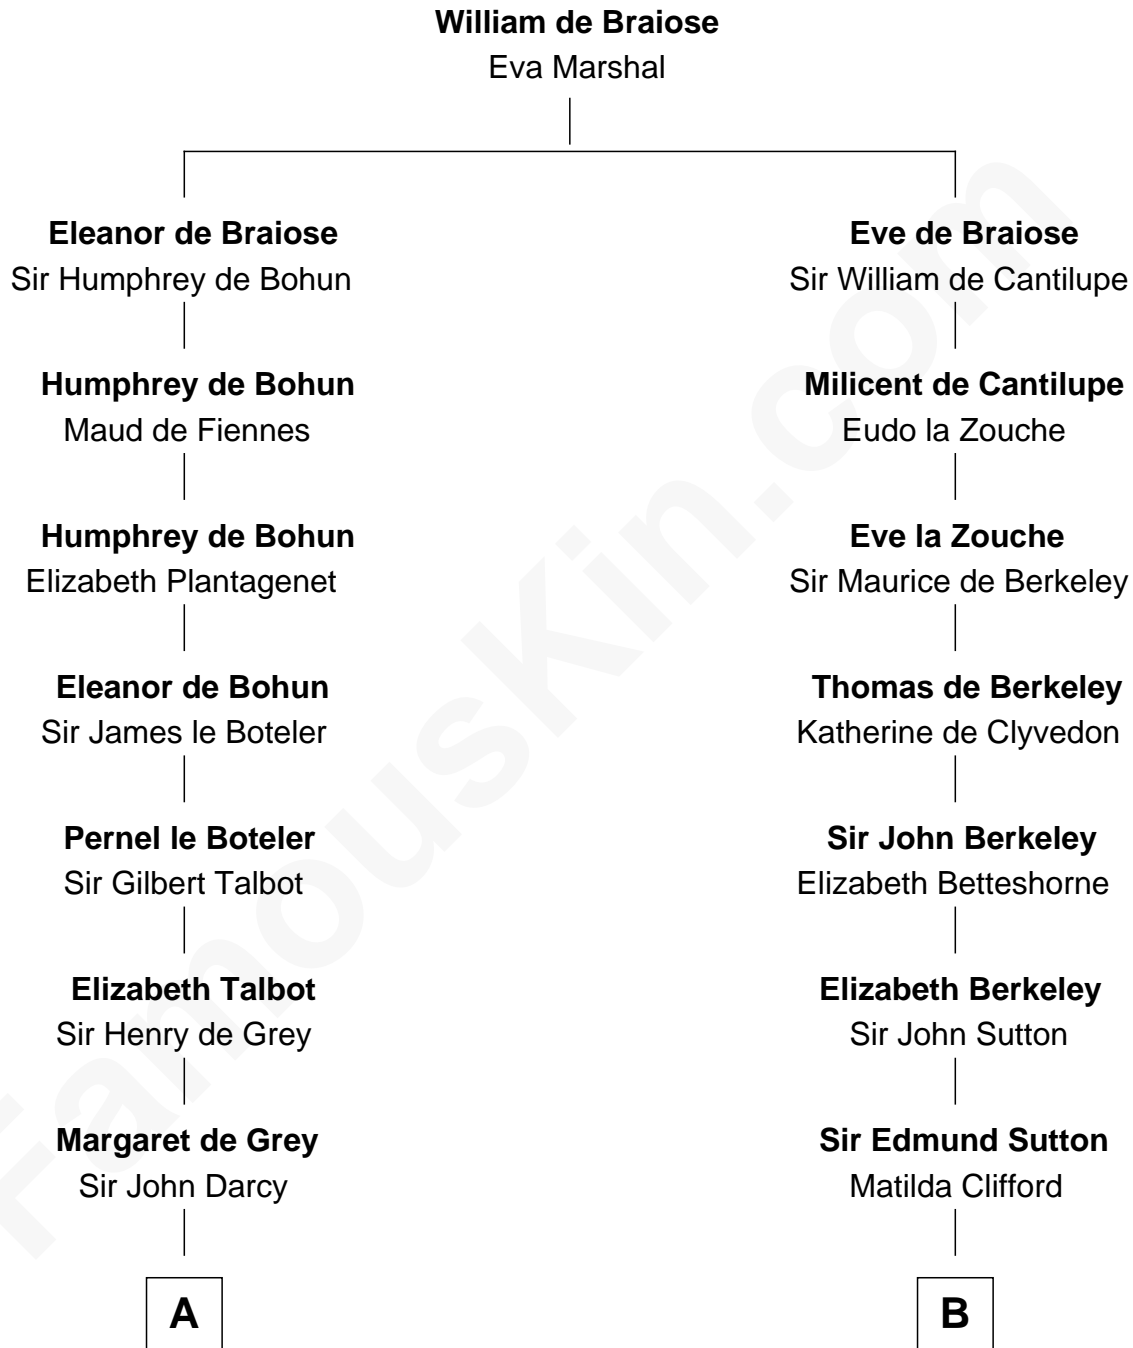 William de Braiose
Eva Marshal
Eleanor de Braiose
Sir Humphrey de Bohun
Eve de Braiose
Sir William de Cantilupe
Humphrey de Bohun
Maud de Fiennes
Milicent de Cantilupe
Eudo la Zouche
Humphrey de Bohun
Elizabeth Plantagenet
Eve la Zouche
Sir Maurice de Berkeley
Eleanor de Bohun
Sir James le Boteler
Thomas de Berkeley
Katherine de Clyvedon
Pernel le Boteler
Sir Gilbert Talbot
Sir John Berkeley
Elizabeth Betteshorne
Elizabeth Talbot
Sir Henry de Grey
Elizabeth Berkeley
Sir John Sutton
Margaret de Grey
Sir John Darcy
Sir Edmund Sutton
Matilda Clifford
A
B
FamousKin.com